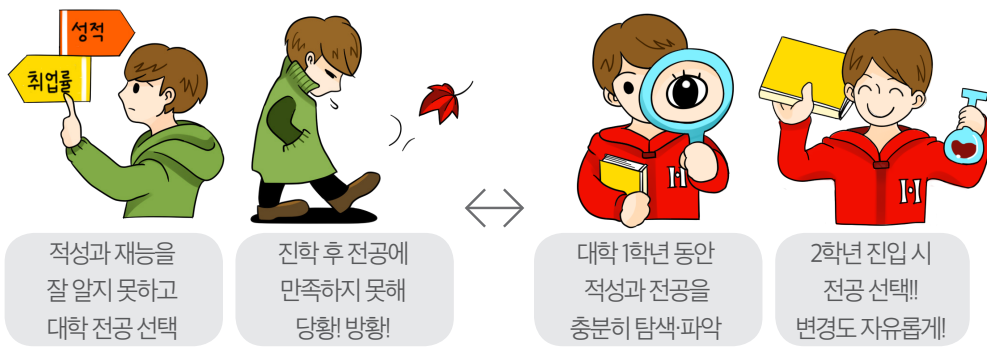 성적
취업률
적성과 재능을
잘 알지 못하고
대학 전공 선택
진학 후 전공에
만족하지 못해
당황! 방황!
H
대학 1학년 동안
적성과 전공을
충분히 탐색·파악
H
2학년 진입 시
전공 선택!!
변경도 자유롭게!